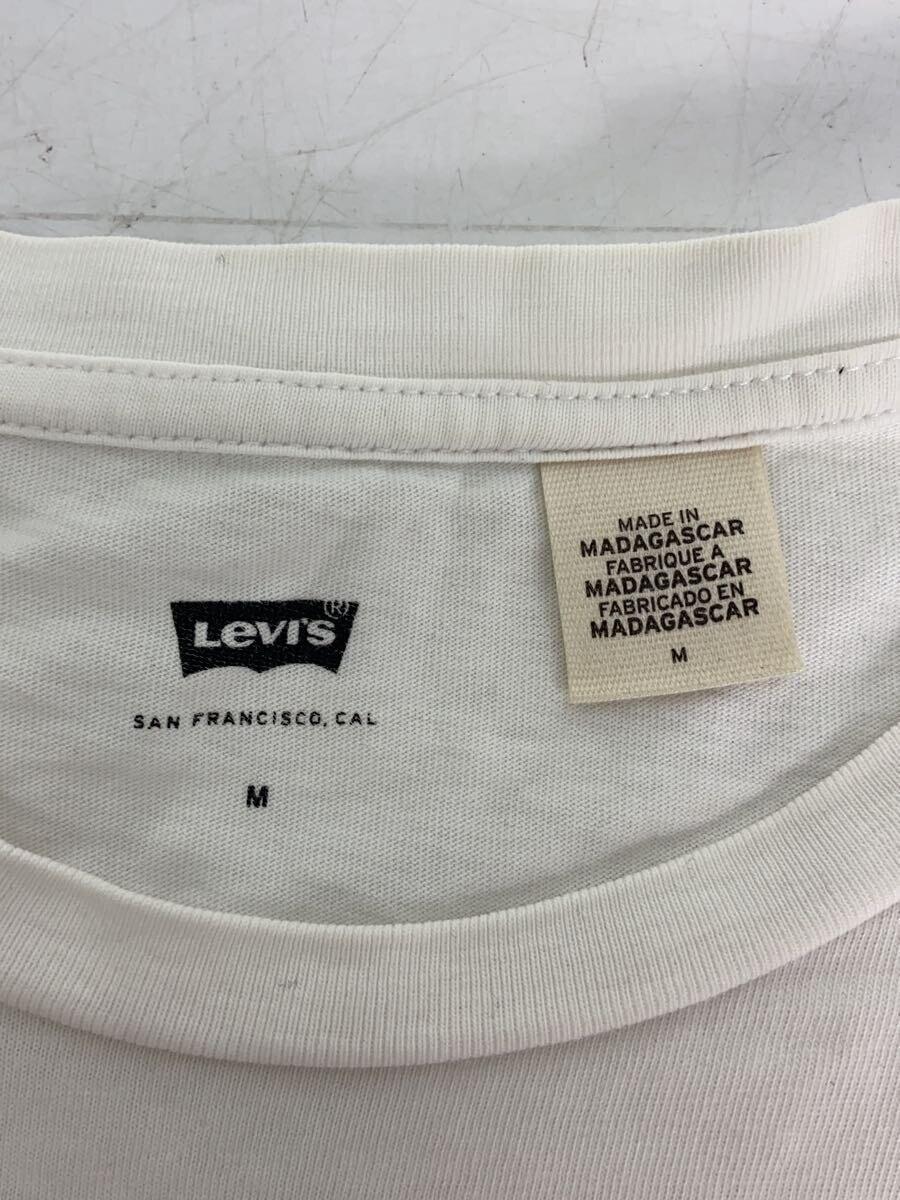 LEVI'S (R)
SAN FRANCISCO, CAL
M
MADE IN
MADAGASCAR
FABRIQUE A
MADAGASCAR
FABRICADO EN
MADAGASCAR
M